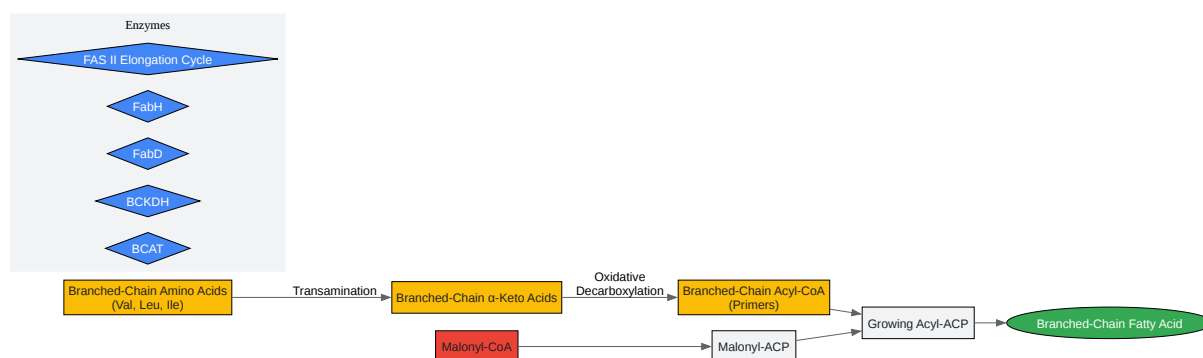 Enzymes
FAS II Elongation Cycle
FabH
FabD
BCKDH
BCAT
Branched-Chain Amino Acids
(Val, Leu, Ile)
Transamination
Branched-Chain α-Keto Acids
Oxidative
Decarboxylation
Branched-Chain Acyl-CoA
(Primers)
Growing Acyl-ACP
Branched-Chain Fatty Acid
Malonyl-CoA
Malonyl-ACP